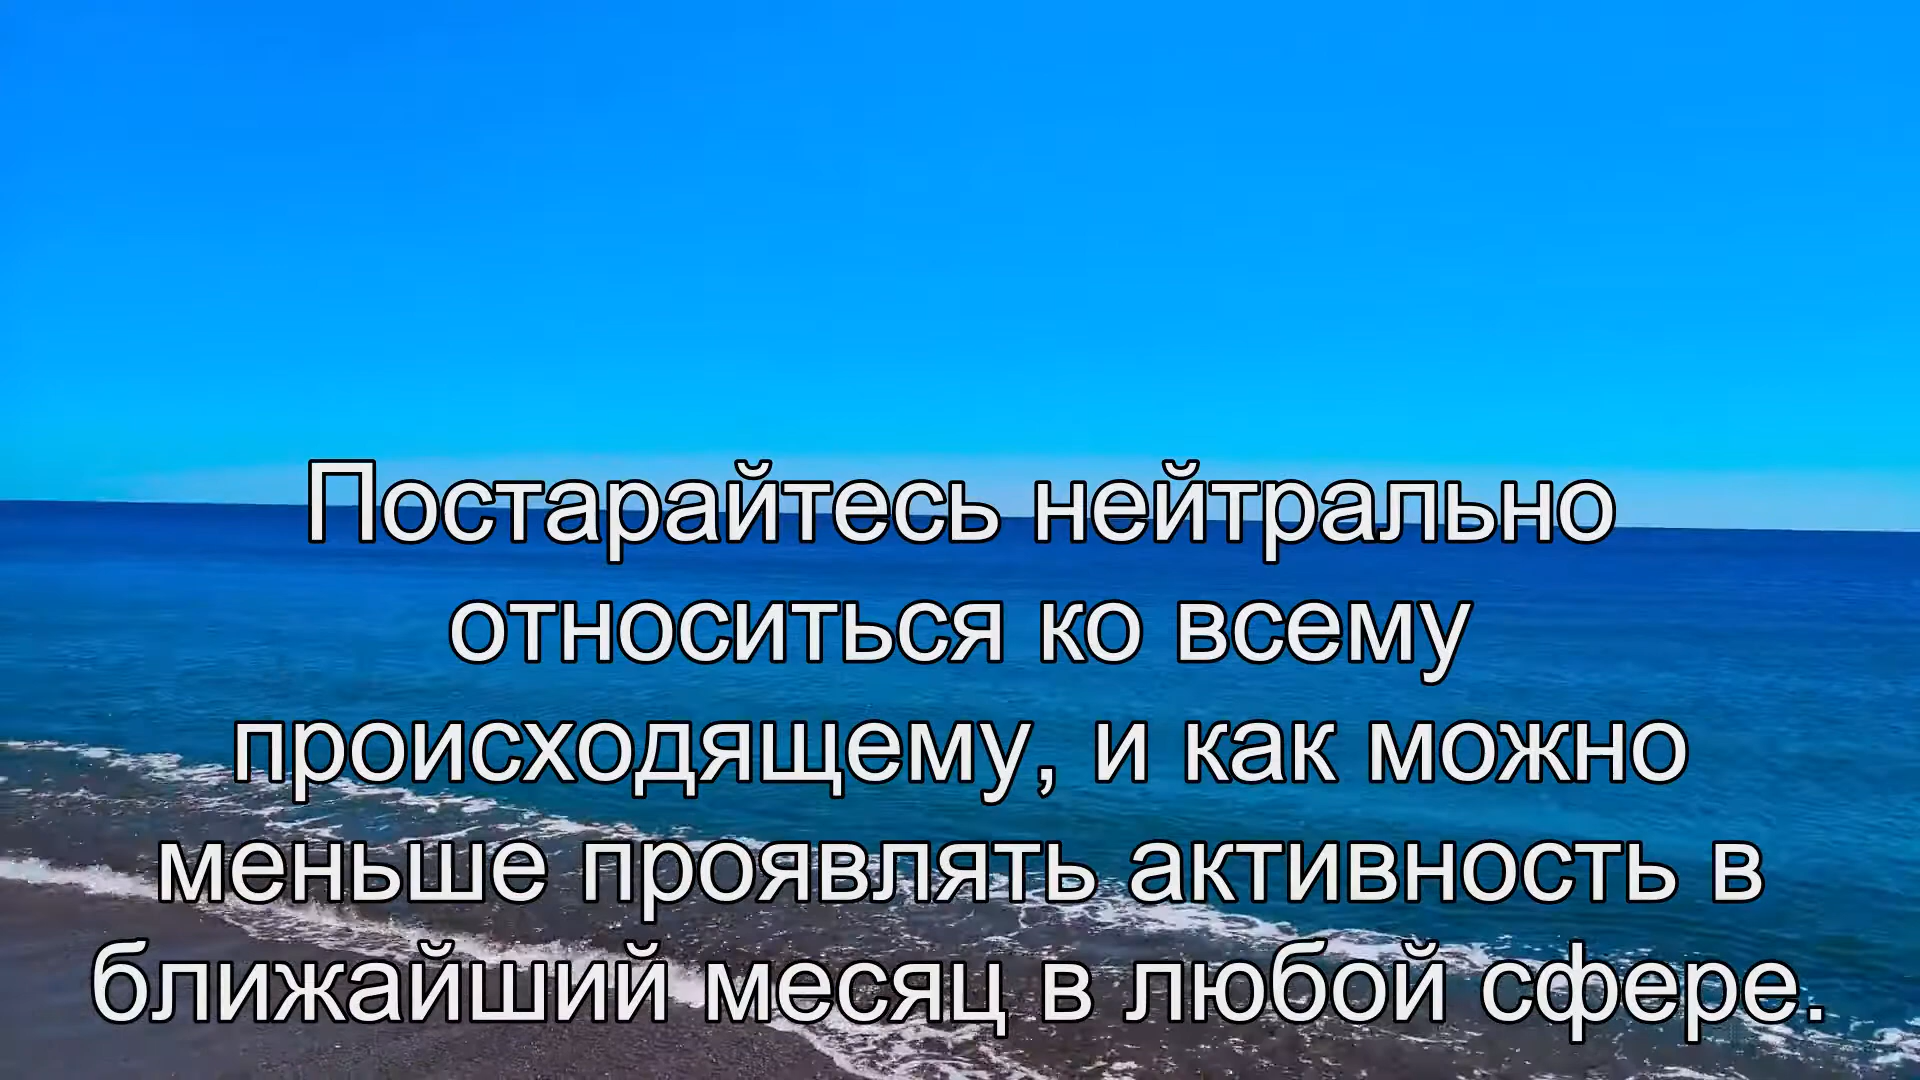 Постарайтесь нейтрально
относиться ко всему
происходящему, и как можно
меньше проявлять активность в
ближайший месяц в любой сфере.